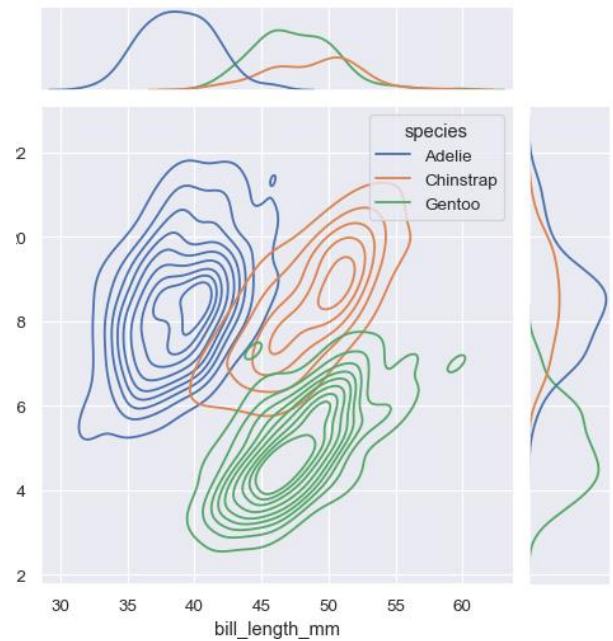 species
Adelie
Chinstrap
Gentoo
2
0
8
6
4
2
30 35 40 45 50 55 60
bill_length_mm